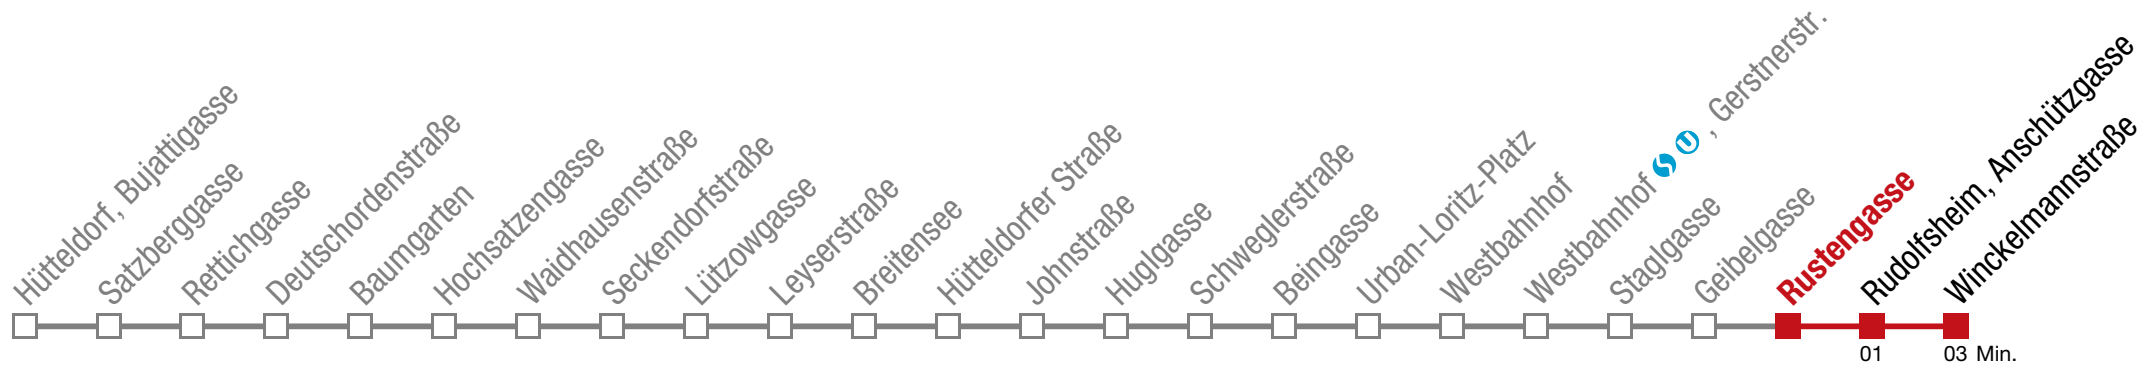 Hütteldorf, Bujattigasse
Satzberggasse
Rettichgasse
Deutschordenstraße
Baumgarten
Hochsatzengasse
Waidhausenstraße
Seckendorfstraße
Lützowgasse
Leyserstraße
Breitensee
Hütteldorfer Straße
Johnstraße
Huglgasse
Schweglerstraße
Beingasse
Urban-Loritz-Platz
Westbahnhof
Westbahnhof S U , Gerstnerstr.
Staglgasse
Geibelgasse
Rustengasse
Rudolfsheim, Anschützgasse
Winckelmannstraße
01
03 Min.